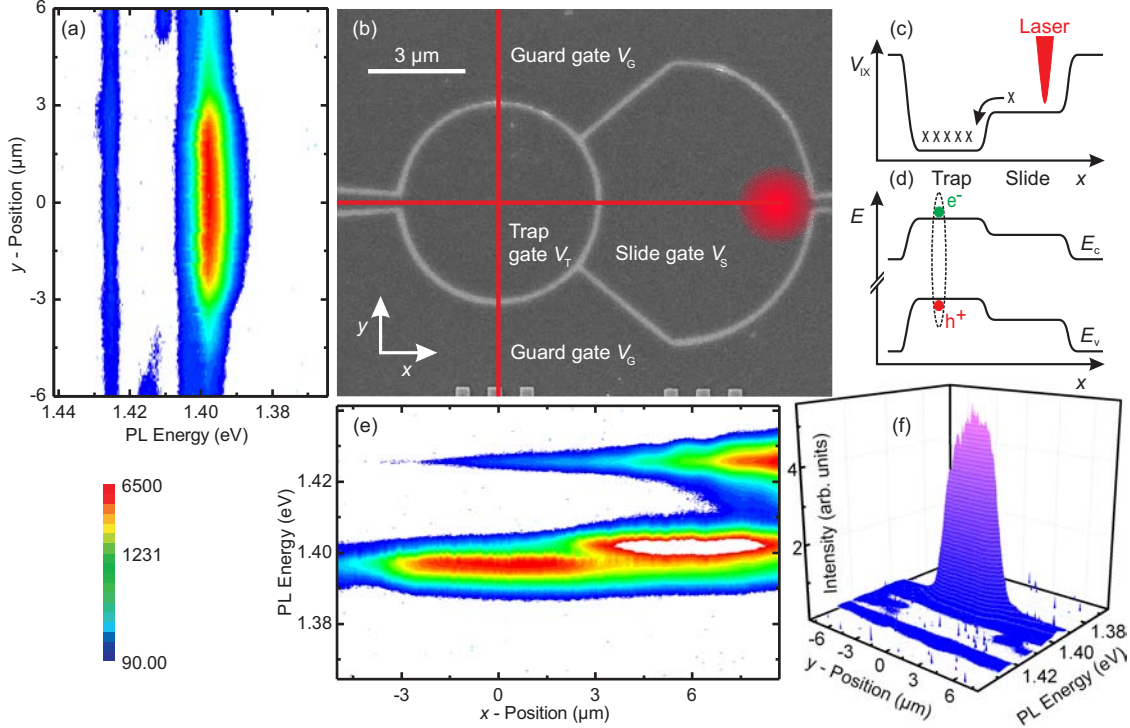 (a)
6
3
0
-3
-6
y - Position (µm)
1.44
1.42
1.40
1.38
PL Energy (eV)
6500
1231
90.00
(b)
3 µm
Guard gate V_G
Trap
gate V_T
Slide gate V_S
y
x
Guard gate V_G
(c)
Laser
V_IX
x
x x x x x
x
(d)
Trap
Slide
E
e-
E_c
h+
E_v
x
(e)
1.42
1.40
1.38
PL Energy (eV)
-3
0
3
6
x - Position (µm)
(f)
Intensity (arb. units)
4
2
-6
-3
0
3
6
y - Position (µm)
1.38
1.40
1.42
PL Energy (eV)